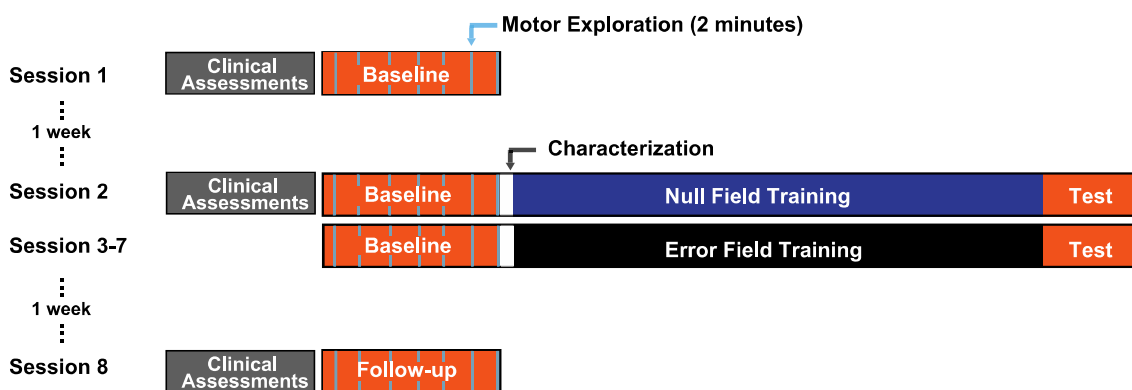 Motor Exploration (2 minutes)
Session 1
Clinical
Assessments
Baseline
1 week
Characterization
Session 2
Clinical
Assessments
Baseline
Null Field Training
Test
Session 3-7
Baseline
Error Field Training
Test
1 week
Session 8
Clinical
Assessments
Follow-up